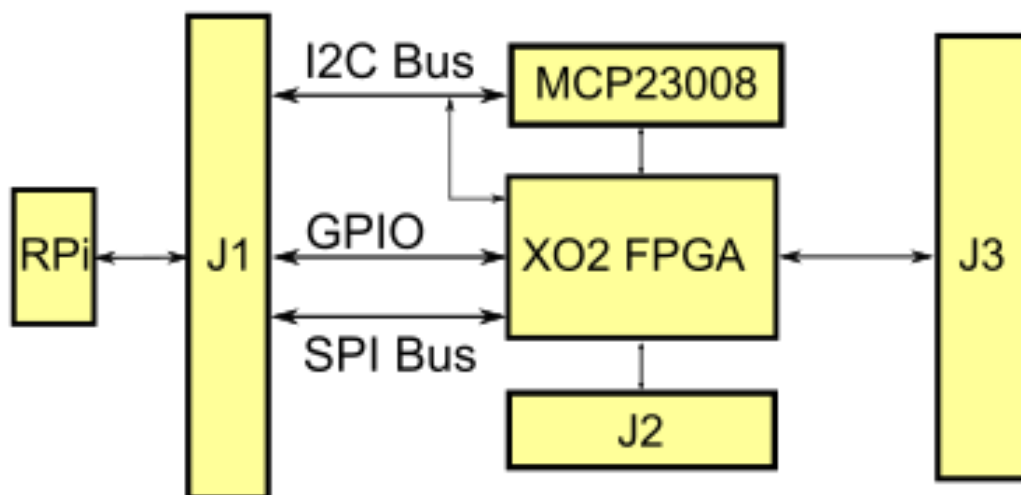 I2C Bus
MCP23008
RPi
J1
GPIO
XO2 FPGA
J3
SPI Bus
J2